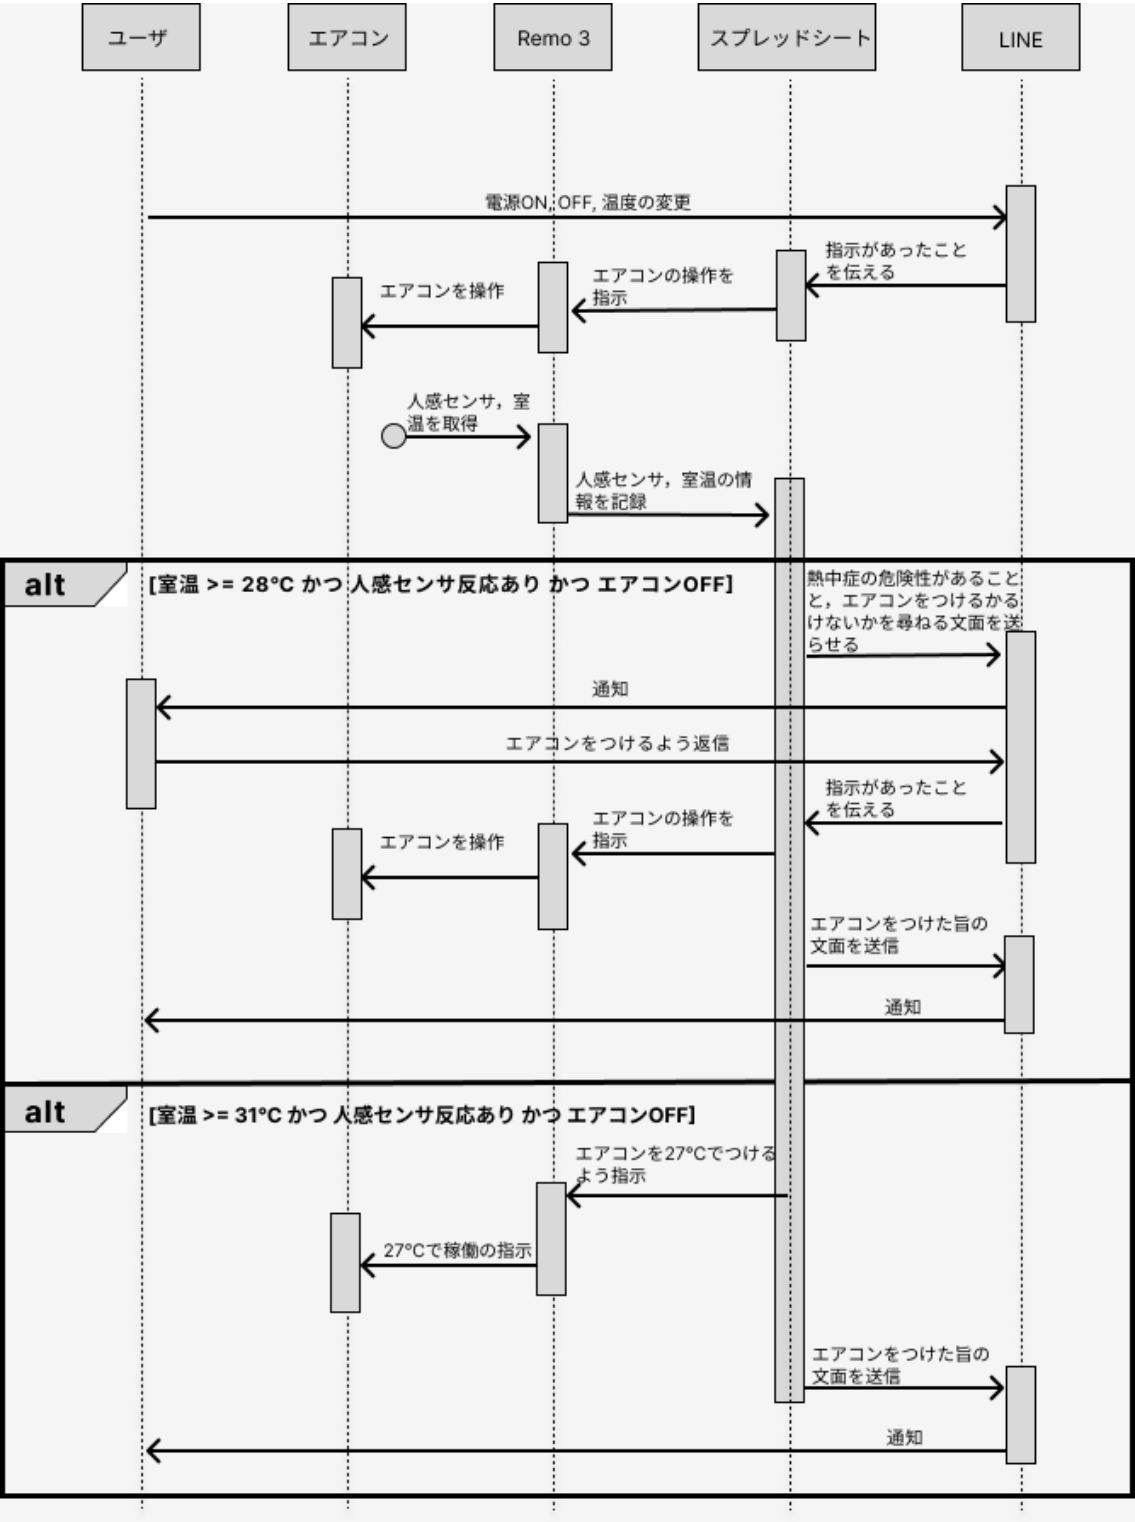 ユーザ
エアコン
Remo 3
スプレッドシート
LINE
電源ON, OFF, 温度の変更
指示があったこと
を伝える
エアコンの操作を
指示
エアコンを操作
人感センサ，室
温を取得
人感センサ，室温の情
報を記録
alt
[室温 >= 28℃ かつ 人感センサ反応あり かつ エアコンOFF]
熱中症の危険性があること
と，エアコンをつけるかる
けないかを尋ねる文面を送
らせる
通知
エアコンをつけるよう返信
指示があったこと
を伝える
エアコンの操作を
指示
エアコンを操作
エアコンをつけた旨の
文面を送信
通知
alt
[室温 >= 31℃ かつ 人感センサ反応あり かつ エアコンOFF]
エアコンを27℃でつける
よう指示
27℃で稼働の指示
エアコンをつけた旨の
文面を送信
通知